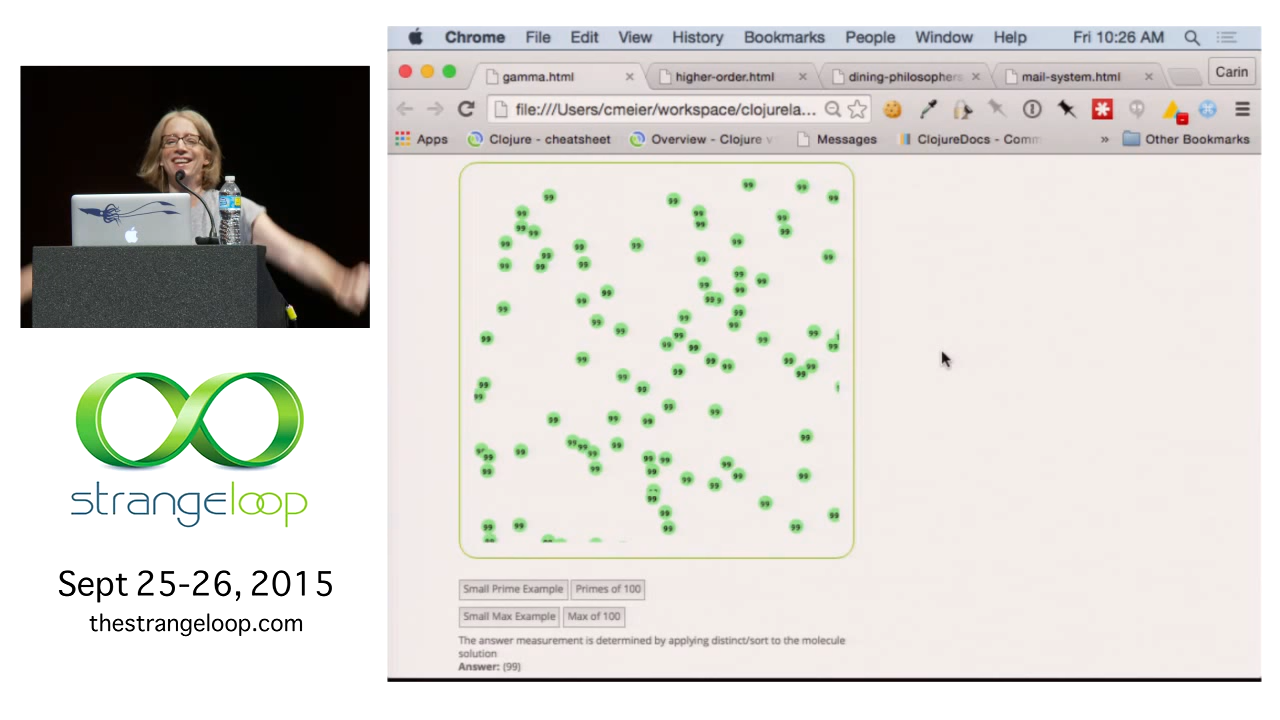 Chrome File Edit View History Bookmarks People Window Help Fri 10:26 AM
gamma.html higher-order.html dining-philosophers mail-system.html Carin
file:///Users/cmeier/workspace/clojurela...
Apps Clojure - cheatsheet Overview - Clojure v Messages ClojureDocs - Comm » Other Bookmarks
99
Small Prime Example Primes of 100
Small Max Example Max of 100
The answer measurement is determined by applying distinct/sort to the molecule
solution
Answer: (99)
strangeloop
Sept 25-26, 2015
thestrangeloop.com